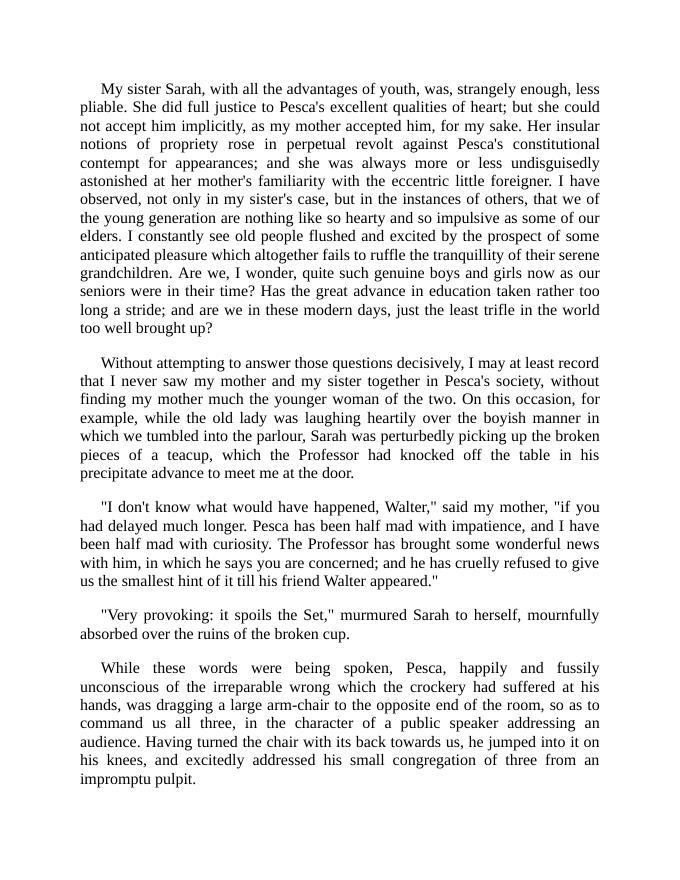 My sister Sarah, with all the advantages of youth, was, strangely enough, less
pliable. She did full justice to Pesca's excellent qualities of heart; but she could
not accept him implicitly, as my mother accepted him, for my sake. Her insular
notions of propriety rose in perpetual revolt against Pesca's constitutional
contempt for appearances; and she was always more or less undisguisedly
astonished at her mother's familiarity with the eccentric little foreigner. I have
observed, not only in my sister's case, but in the instances of others, that we of
the young generation are nothing like so hearty and so impulsive as some of our
elders. I constantly see old people flushed and excited by the prospect of some
anticipated pleasure which altogether fails to ruffle the tranquillity of their serene
grandchildren. Are we, I wonder, quite such genuine boys and girls now as our
seniors were in their time? Has the great advance in education taken rather too
long a stride; and are we in these modern days, just the least trifle in the world
too well brought up?
Without attempting to answer those questions decisively, I may at least record
that I never saw my mother and my sister together in Pesca's society, without
finding my mother much the younger woman of the two. On this occasion, for
example, while the old lady was laughing heartily over the boyish manner in
which we tumbled into the parlour, Sarah was perturbedly picking up the broken
pieces of a teacup, which the Professor had knocked off the table in his
precipitate advance to meet me at the door.
"I don't know what would have happened, Walter," said my mother, "if you
had delayed much longer. Pesca has been half mad with impatience, and I have
been half mad with curiosity. The Professor has brought some wonderful news
with him, in which he says you are concerned; and he has cruelly refused to give
us the smallest hint of it till his friend Walter appeared."
"Very provoking: it spoils the Set," murmured Sarah to herself, mournfully
absorbed over the ruins of the broken cup.
While these words were being spoken, Pesca, happily and fussily
unconscious of the irreparable wrong which the crockery had suffered at his
hands, was dragging a large arm-chair to the opposite end of the room, so as to
command us all three, in the character of a public speaker addressing an
audience. Having turned the chair with its back towards us, he jumped into it on
his knees, and excitedly addressed his small congregation of three from an
impromptu pulpit.